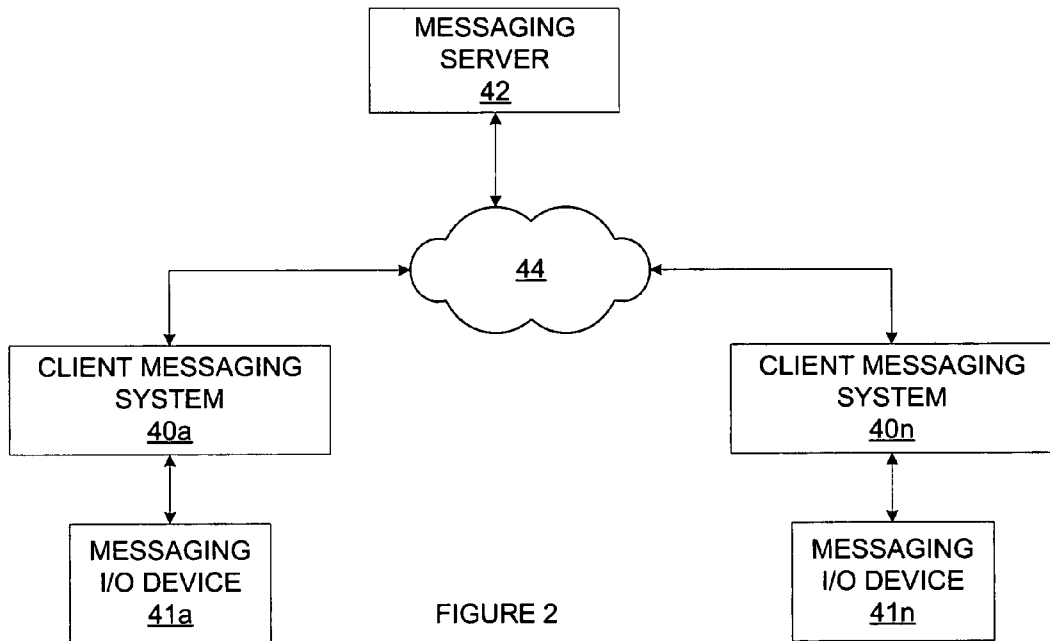 MESSAGING
SERVER
42
44
CLIENT MESSAGING
SYSTEM
40a
CLIENT MESSAGING
SYSTEM
40n
MESSAGING
I/O DEVICE
41a
MESSAGING
I/O DEVICE
41n
FIGURE 2